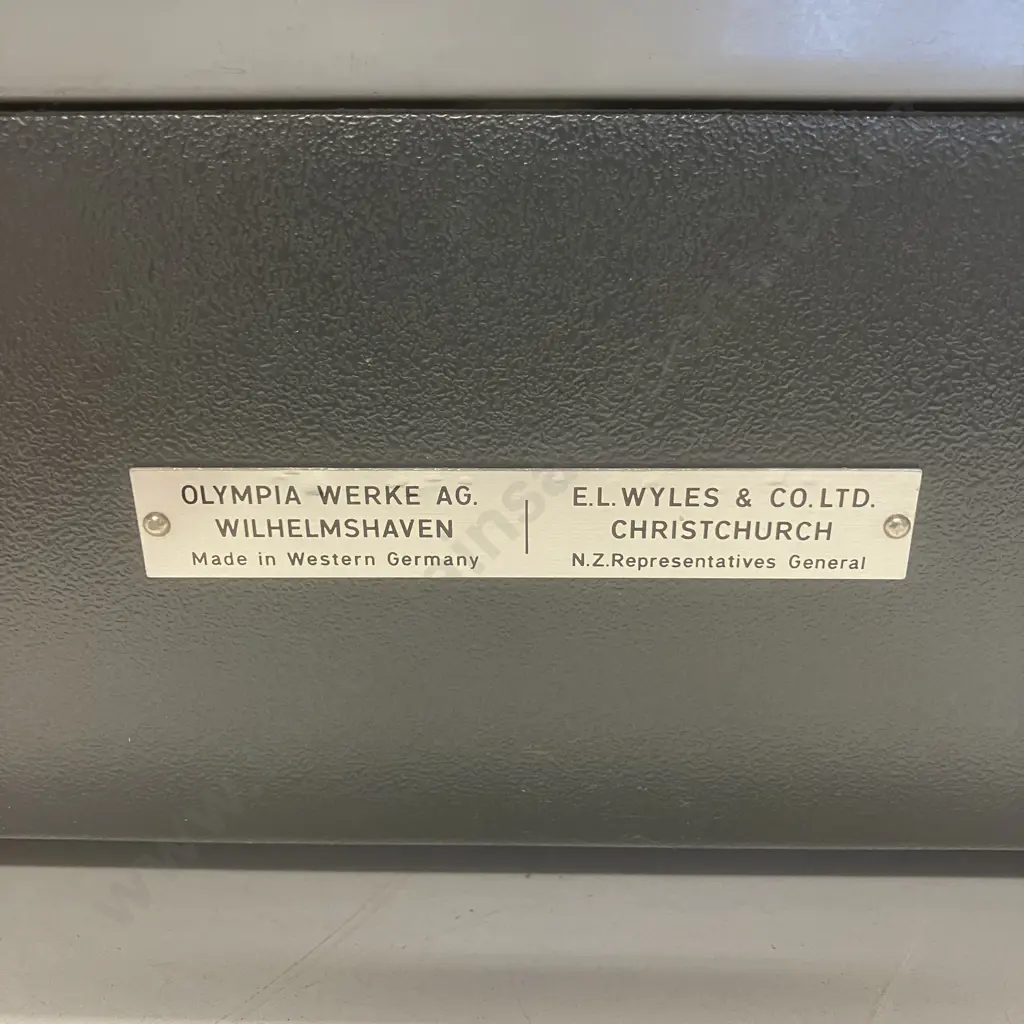 OLYMPIA WERKE AG.
WILHELMSHAVEN
Made in Western Germany
E.L.WYLES & CO.LTD.
CHRISTCHURCH
N.Z.Representatives General